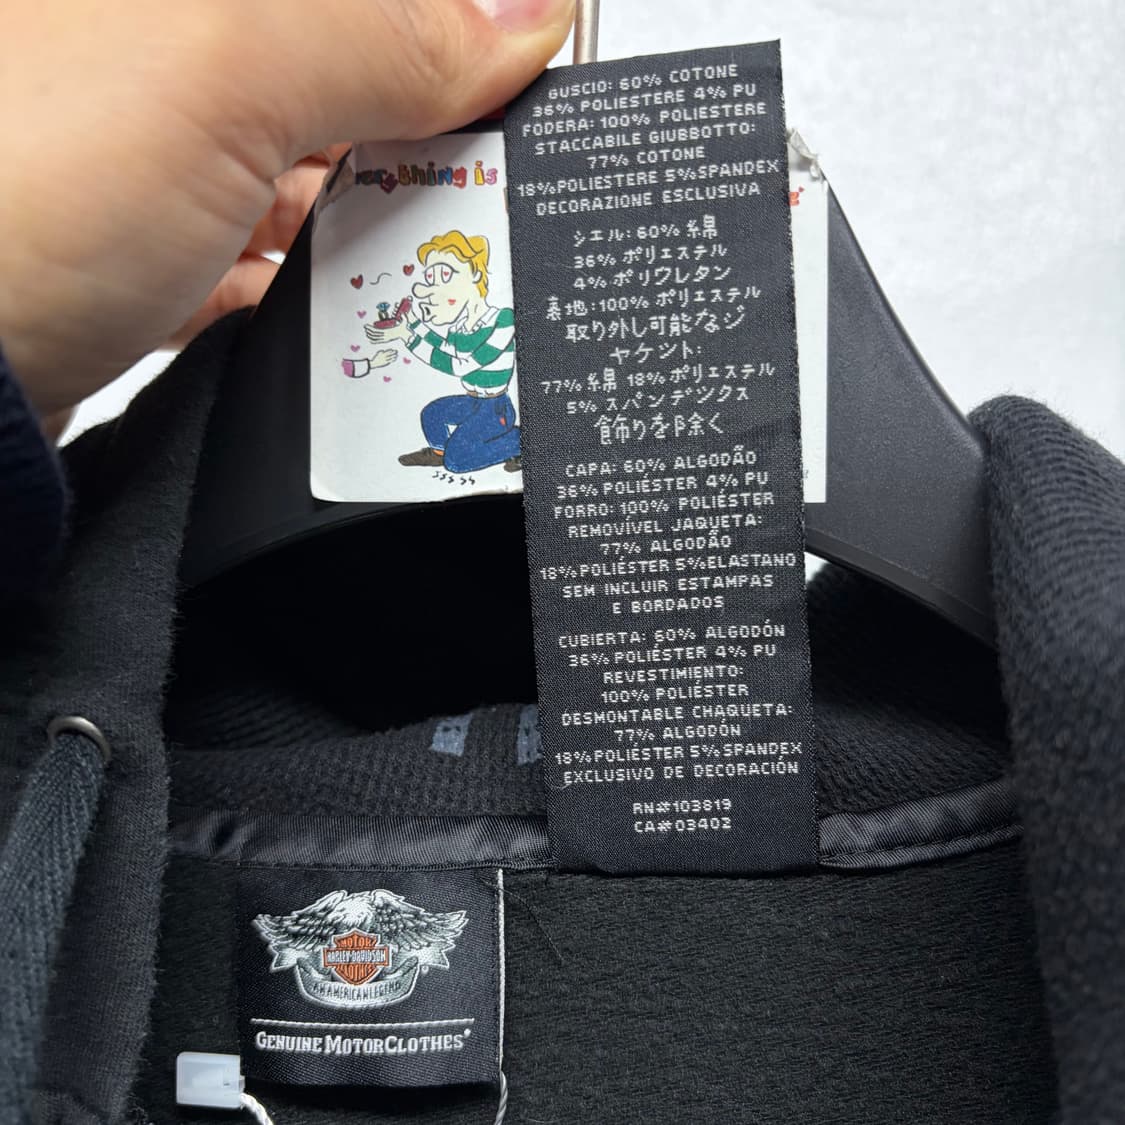 GUSCIO: 60% COTONE
36% POLIESTERE 4% PU
FODERA: 100% POLIESTERE
STACCABILE GIUBBOTTO:
77% COTONE
18%POLIESTERE 5%SPANDEX
DECORAZIONE ESCLUSIVA
シエル: 60% 綿
36% ポリエステル
4% ポリウレタン
裏地: 100% ポリエステル
取り外し可能なジ
ヤケツト:
77% 綿 18% ポリエステル
5% スパンデツクス
飾りを除く
CAPA: 60% ALGODÃO
36% POLIÉSTER 4% PU
FORRO: 100% POLIÉSTER
REMOVÍVEL JAQUETA:
77% ALGODÃO
18%POLIÉSTER 5%ELASTANO
SEM INCLUIR ESTAMPAS
E BORDADOS
CUBIERTA: 60% ALGODÓN
36% POLIÉSTER 4% PU
REVESTIMIENTO:
100% POLIÉSTER
DESMONTABLE CHAQUETA:
77% ALGODÓN
18%POLIÉSTER 5%SPANDEX
EXCLUSIVO DE DECORACIÓN
RN#103819
CA#03402
is
MOTOR
HARLEY-DAVIDSON
CLOTHES
AN AMERICAN LEGEND
GENUINE MOTORCLOTHES®